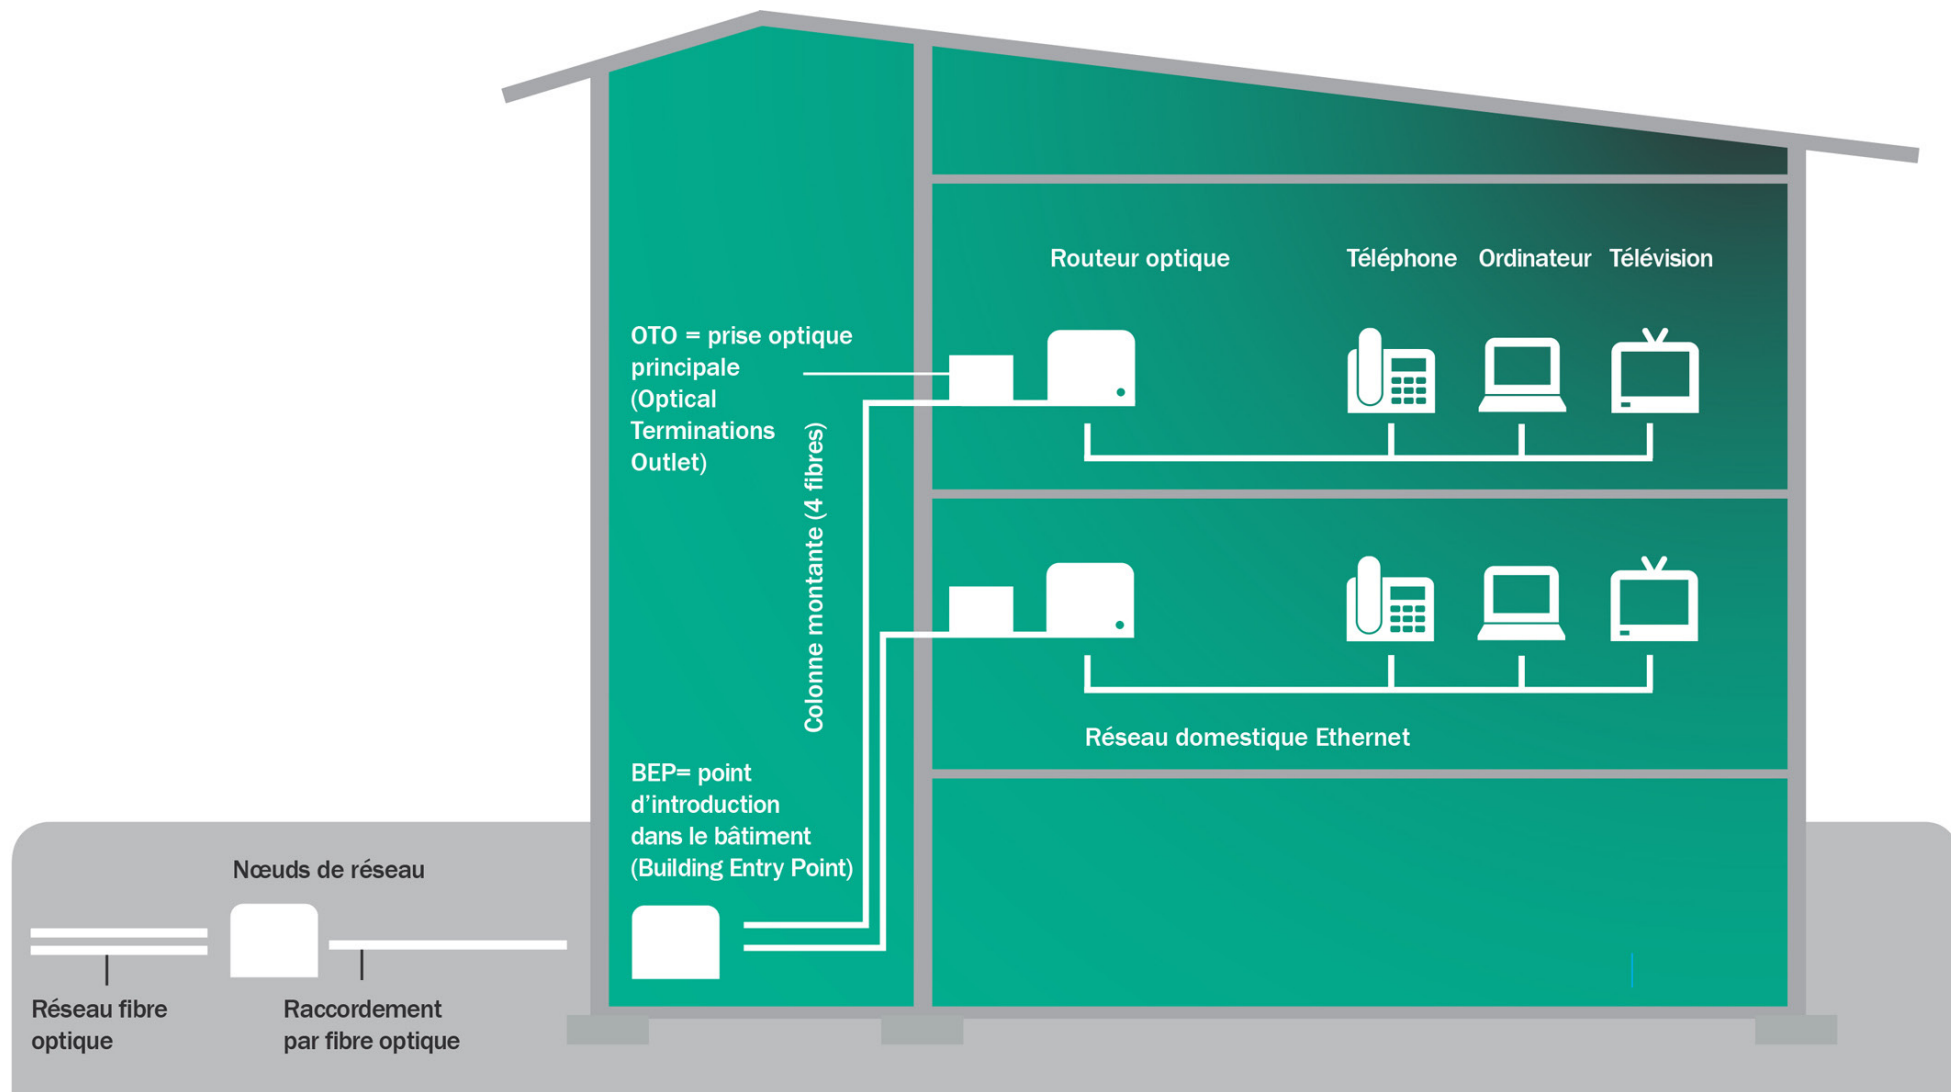 Routeur optique
Téléphone
Ordinateur
Télévision
OTO = prise optique
principale
(Optical
Terminations
Outlet)
Colonne montante (4 fibres)
Réseau domestique Ethernet
BEP= point
d’introduction
dans le bâtiment
(Building Entry Point)
Nœuds de réseau
Réseau fibre
optique
Raccordement
par fibre optique